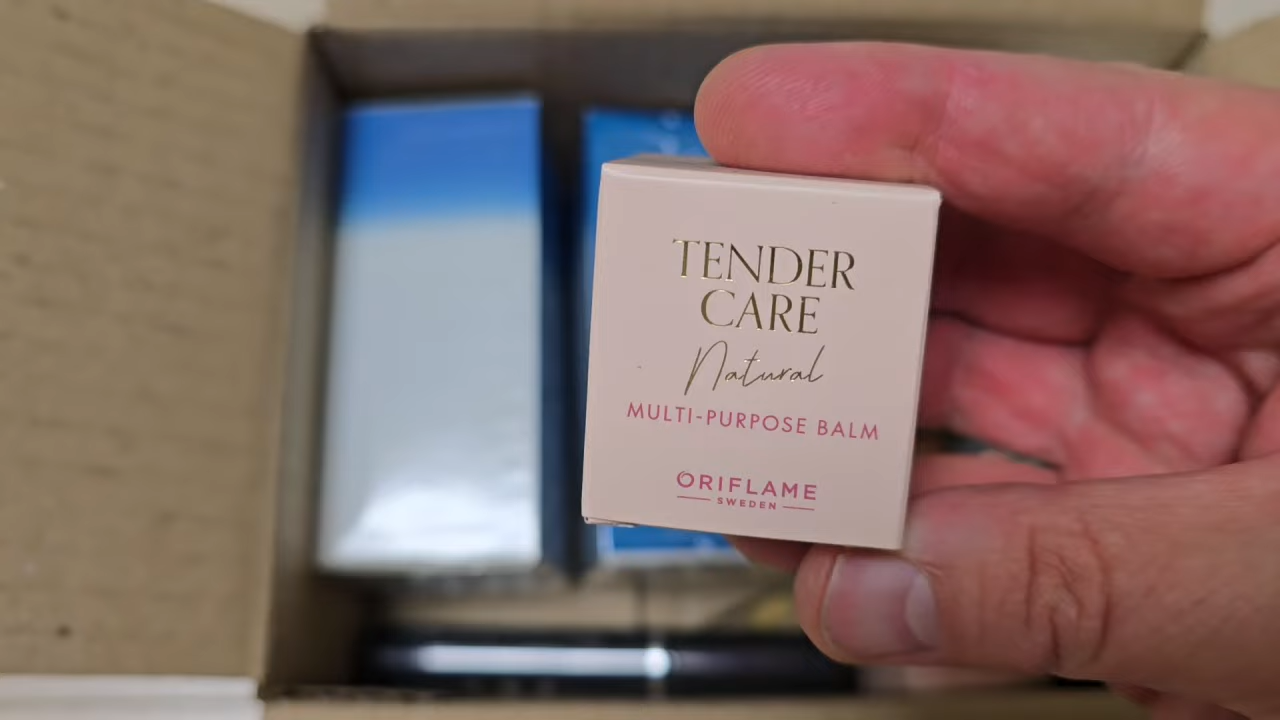 TENDER
CARE
Natural
MULTI-PURPOSE BALM
ORIFLAME
SWEDEN